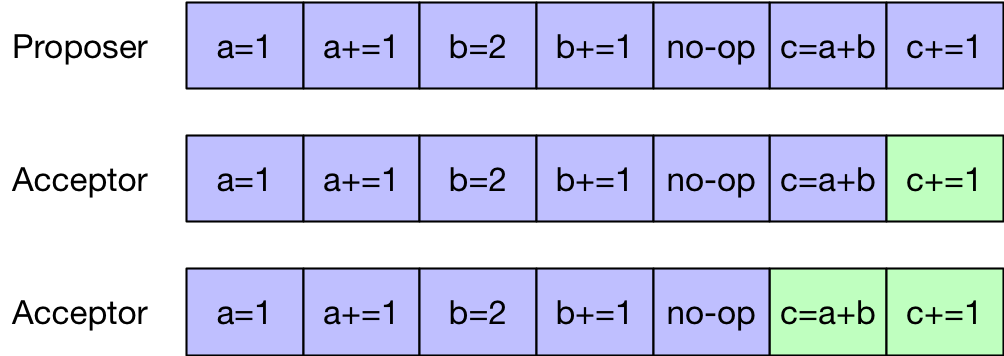 Proposer a=1 a+=1 b=2 b+=1 no-op c=a+b c+=1
Acceptor a=1 a+=1 b=2 b+=1 no-op c=a+b c+=1
Acceptor a=1 a+=1 b=2 b+=1 no-op c=a+b c+=1